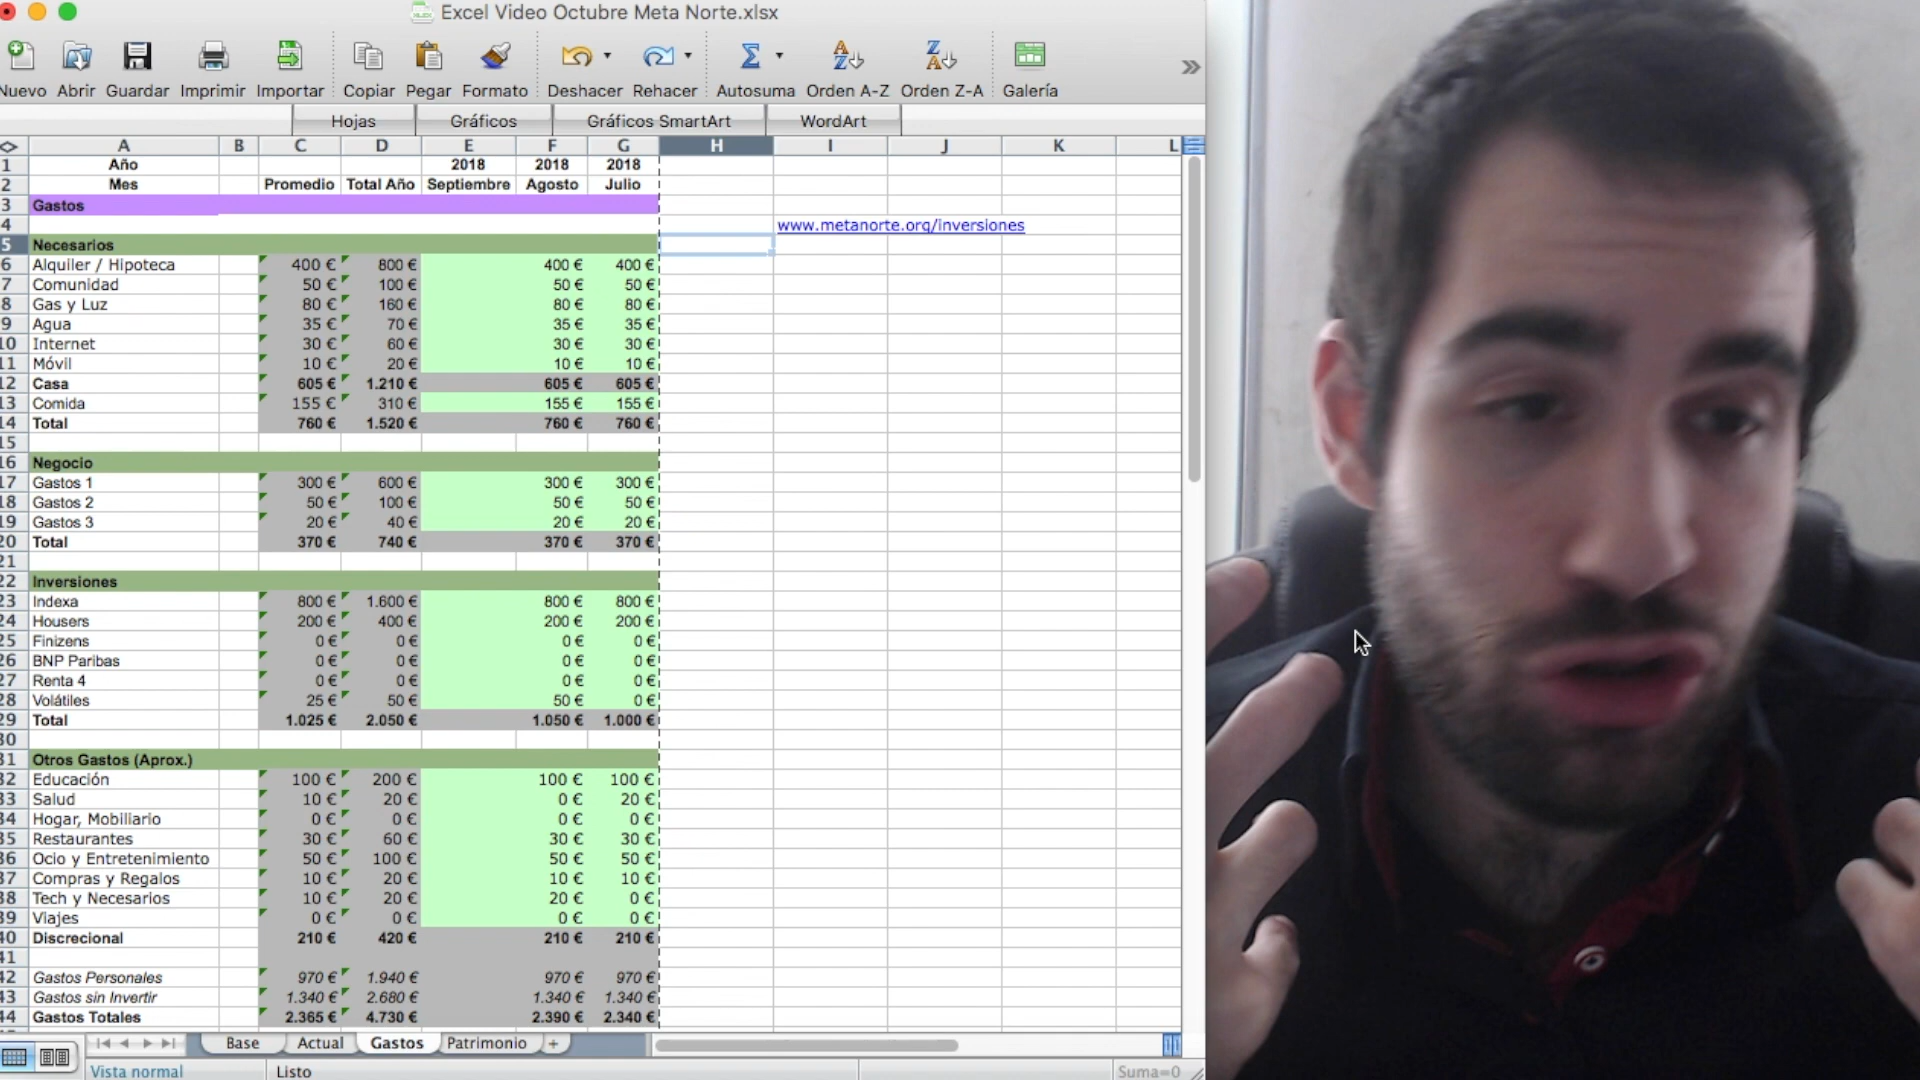 Excel Video Octubre Meta Norte.xlsx
Nuevo Abrir Guardar Imprimir Importar Copiar Pegar Formato Deshacer Rehacer Autosuma Orden A-Z Orden Z-A Galería
Hojas Gráficos Gráficos SmartArt WordArt
A B C D E F G H I J K L
1 Año 2018 2018 2018
2 Mes Promedio Total Año Septiembre Agosto Julio
3 Gastos
4 www.metanorte.org/inversiones
5 Necesarios
6 Alquiler / Hipoteca 400 € 800 € 400 € 400 €
7 Comunidad 50 € 100 € 50 € 50 €
8 Gas y Luz 80 € 160 € 80 € 80 €
9 Agua 35 € 70 € 35 € 35 €
10 Internet 30 € 60 € 30 € 30 €
11 Móvil 10 € 20 € 10 € 10 €
12 Casa 605 € 1.210 € 605 € 605 €
13 Comida 155 € 310 € 155 € 155 €
14 Total 760 € 1.520 € 760 € 760 €
15
16 Negocio
17 Gastos 1 300 € 600 € 300 € 300 €
18 Gastos 2 50 € 100 € 50 € 50 €
19 Gastos 3 20 € 40 € 20 € 20 €
20 Total 370 € 740 € 370 € 370 €
21
22 Inversiones
23 Indexa 800 € 1.600 € 800 € 800 €
24 Housers 200 € 400 € 200 € 200 €
25 Finizens 0 € 0 € 0 € 0 €
26 BNP Paribas 0 € 0 € 0 € 0 €
27 Renta 4 0 € 0 € 0 € 0 €
28 Volátiles 25 € 50 € 50 € 0 €
29 Total 1.025 € 2.050 € 1.050 € 1.000 €
30
31 Otros Gastos (Aprox.)
32 Educación 100 € 200 € 100 € 100 €
33 Salud 10 € 20 € 0 € 20 €
34 Hogar, Mobiliario 0 € 0 € 0 € 0 €
35 Restaurantes 30 € 60 € 30 € 30 €
36 Ocio y Entretenimiento 50 € 100 € 50 € 50 €
37 Compras y Regalos 10 € 20 € 10 € 10 €
38 Tech y Necesarios 10 € 20 € 20 € 0 €
39 Viajes 0 € 0 € 0 € 0 €
40 Discrecional 210 € 420 € 210 € 210 €
41
42 Gastos Personales 970 € 1.940 € 970 € 970 €
43 Gastos sin Invertir 1.340 € 2.680 € 1.340 € 1.340 €
44 Gastos Totales 2.365 € 4.730 € 2.390 € 2.340 €
Base Actual Gastos Patrimonio +
Vista normal Listo Suma=0